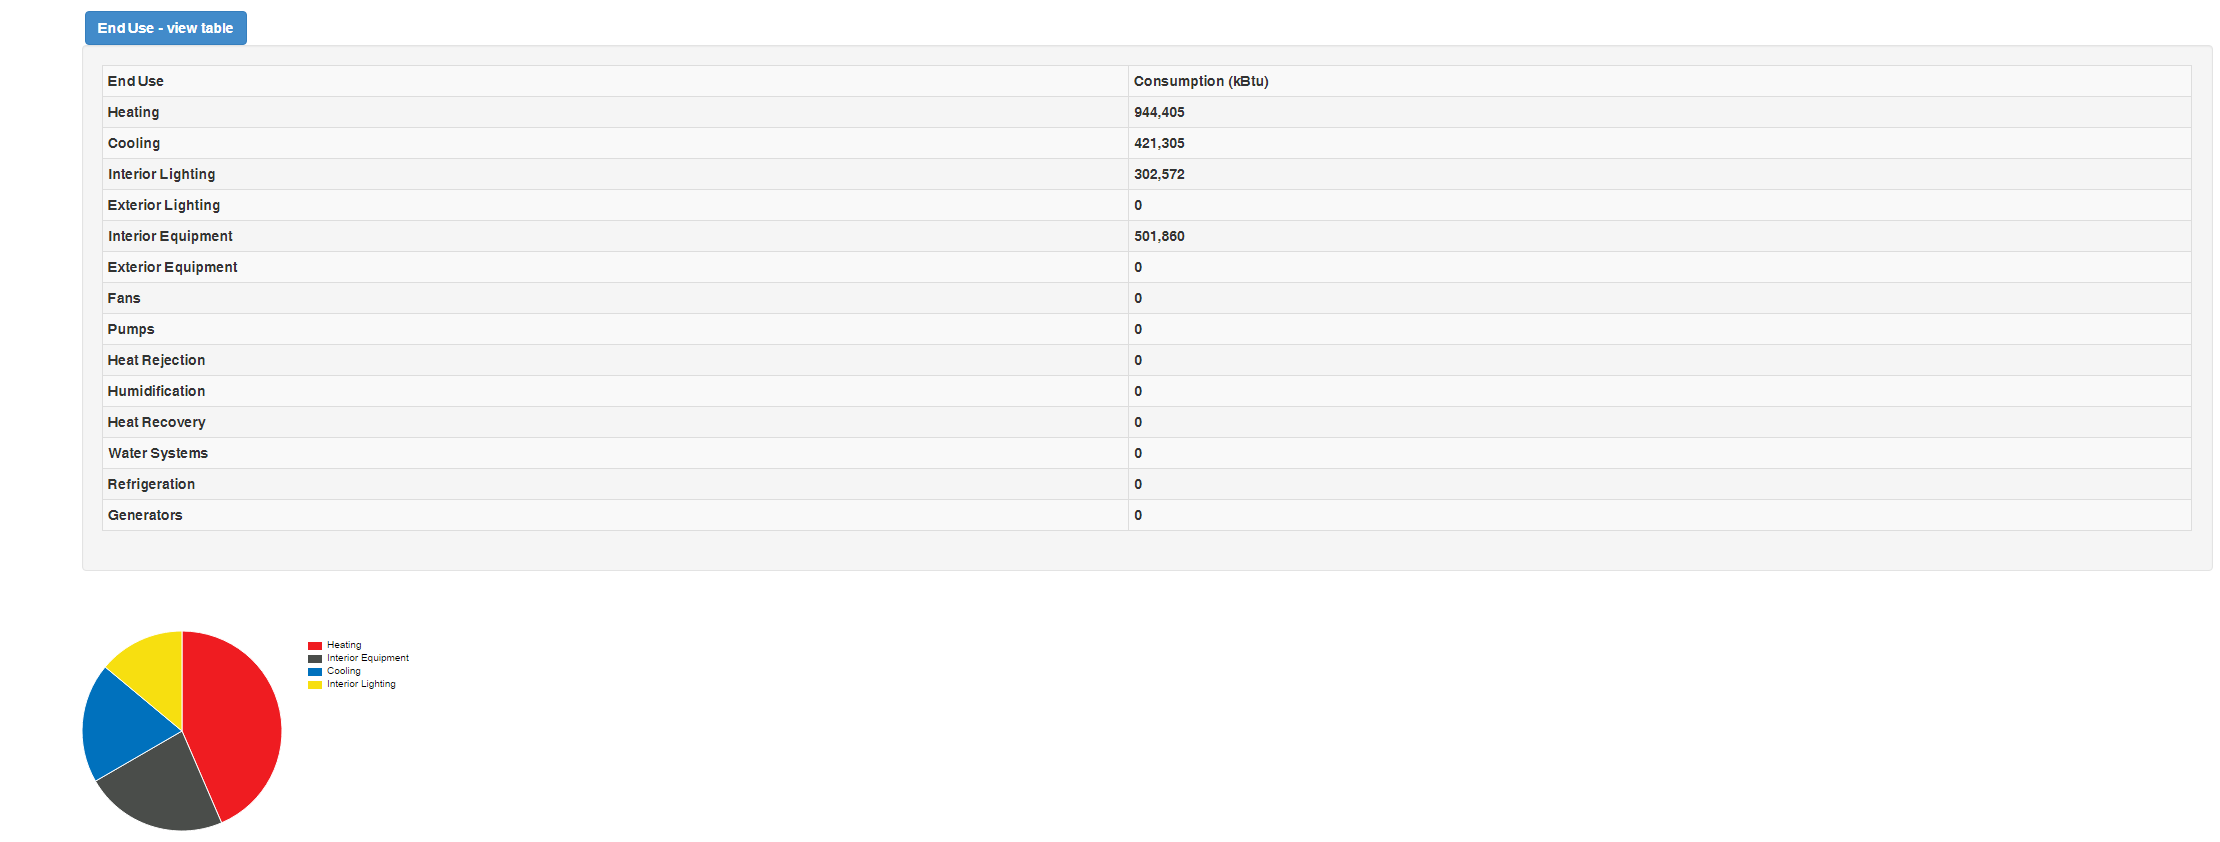 End Use - view table
End Use Consumption (kBtu)
Heating 944,405
Cooling 421,305
Interior Lighting 302,572
Exterior Lighting 0
Interior Equipment 501,860
Exterior Equipment 0
Fans 0
Pumps 0
Heat Rejection 0
Humidification 0
Heat Recovery 0
Water Systems 0
Refrigeration 0
Generators 0
Heating
Interior Equipment
Cooling
Interior Lighting